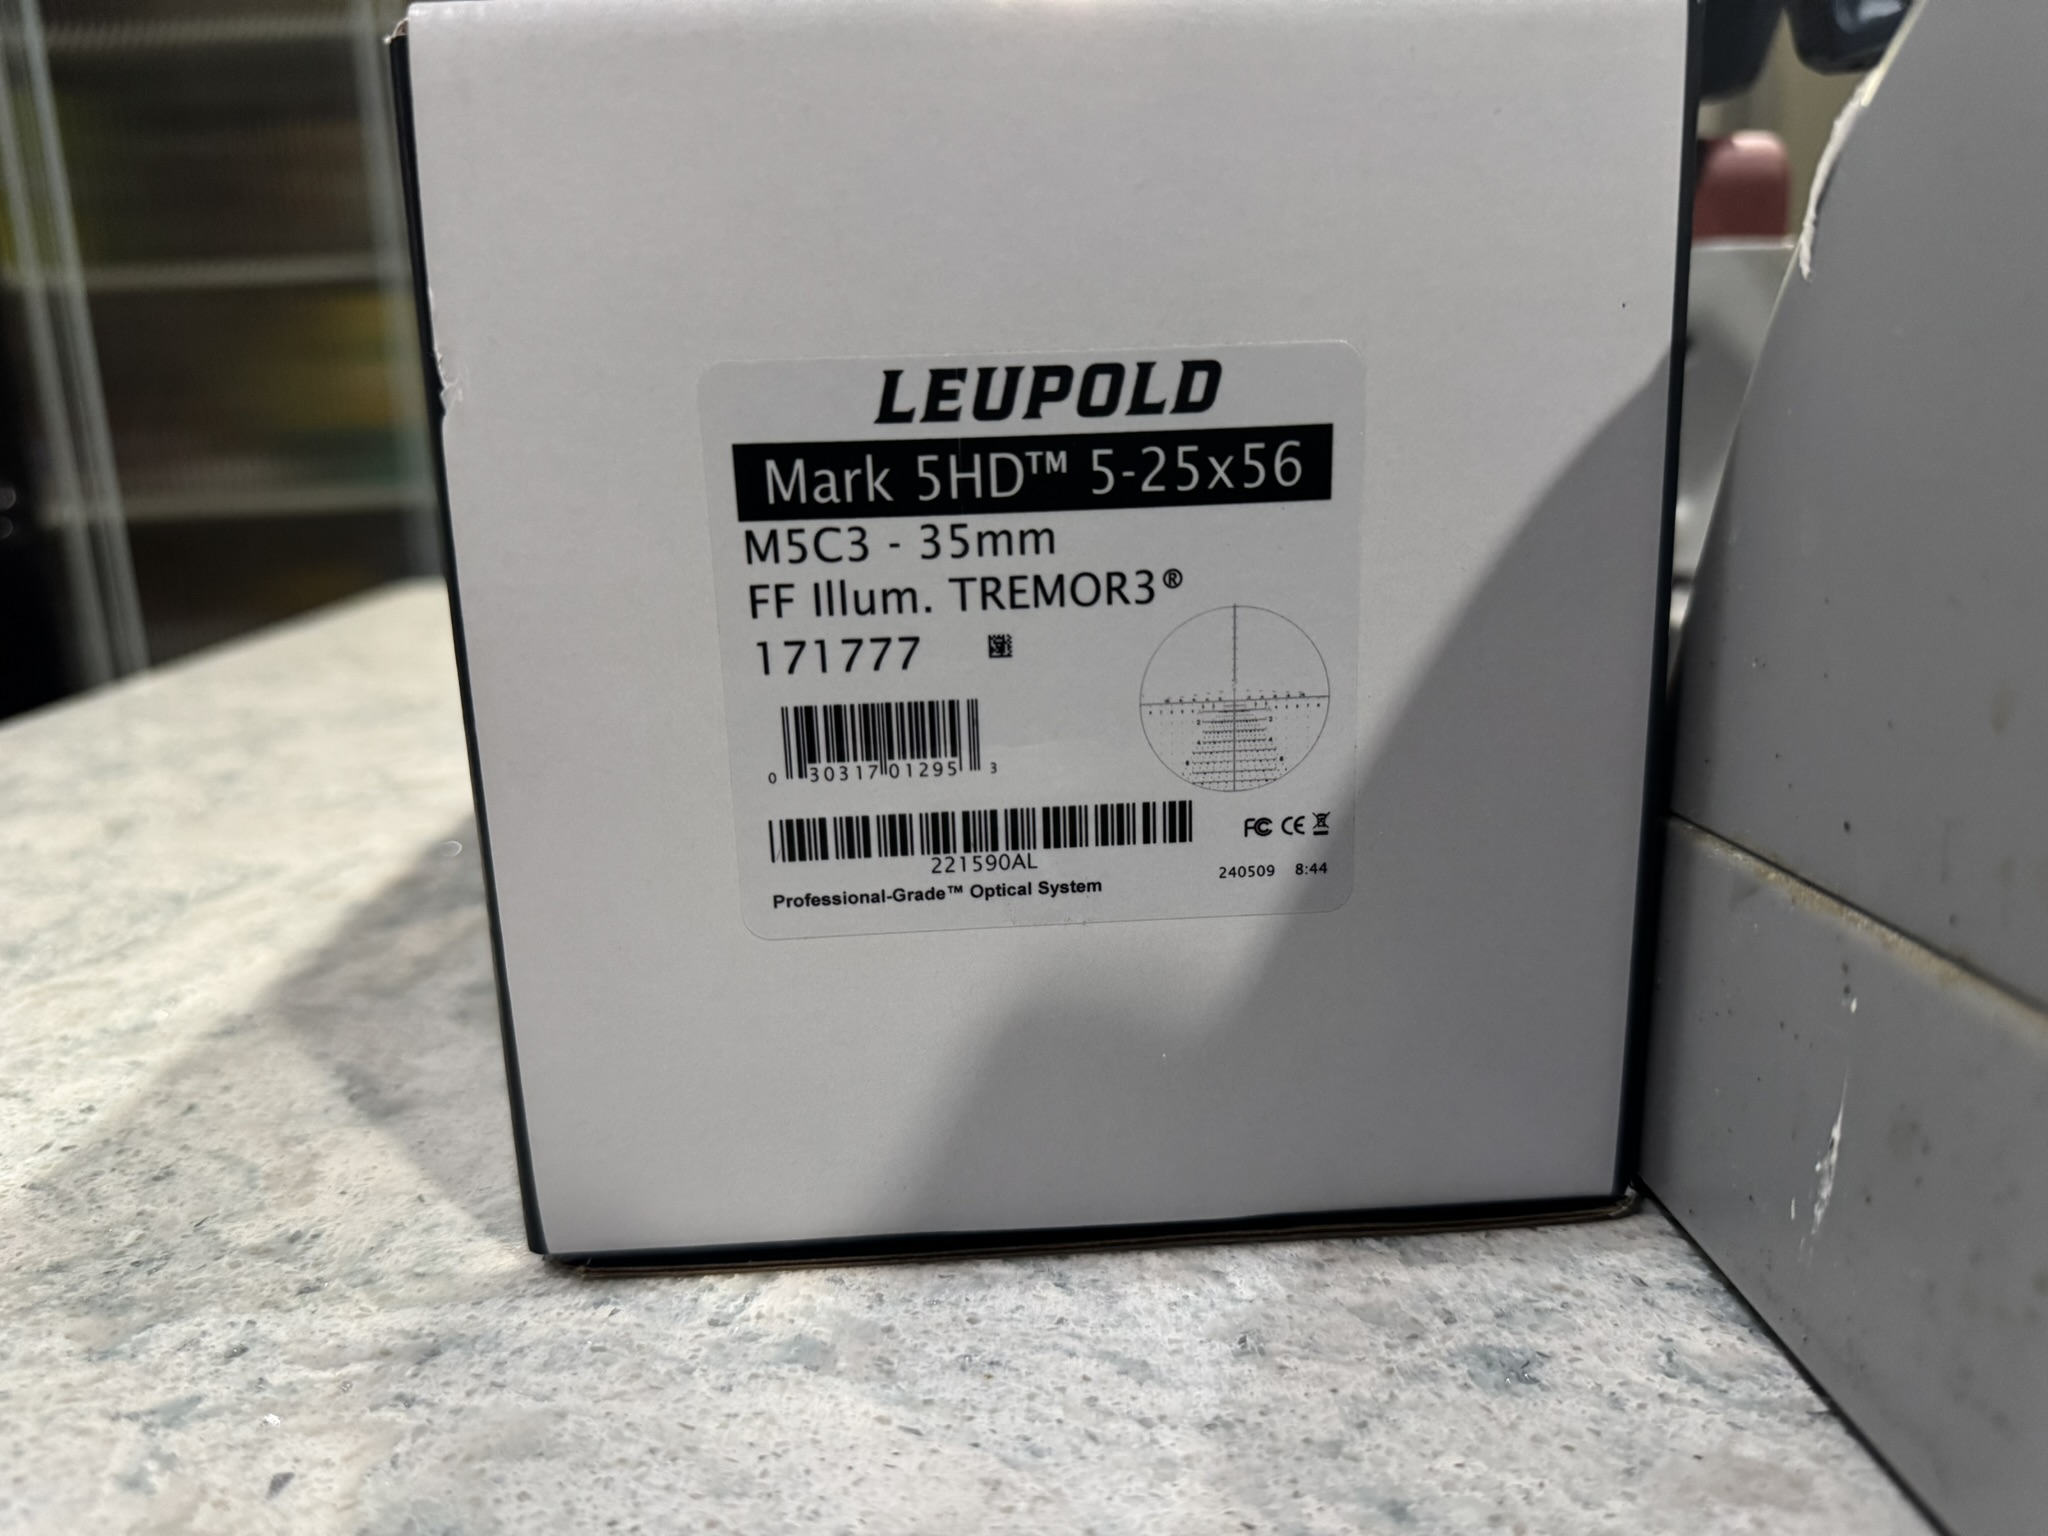 LEUPOLD
Mark 5HD™ 5-25x56
M5C3 - 35mm
FF Illum. TREMOR3®
171777
0 30317 01295 3
221590AL
FC CE
Professional-Grade™ Optical System
240509 8:44